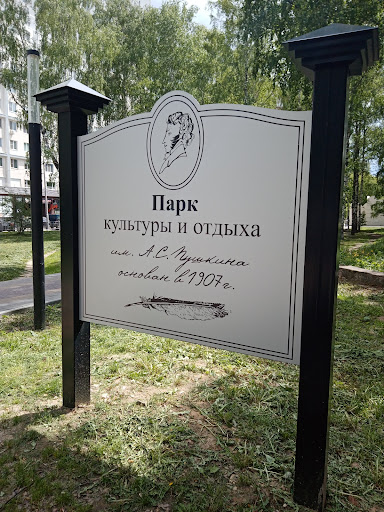 Парк
культуры и отдыха
им. А.С.Пушкина
основан в 1907г.